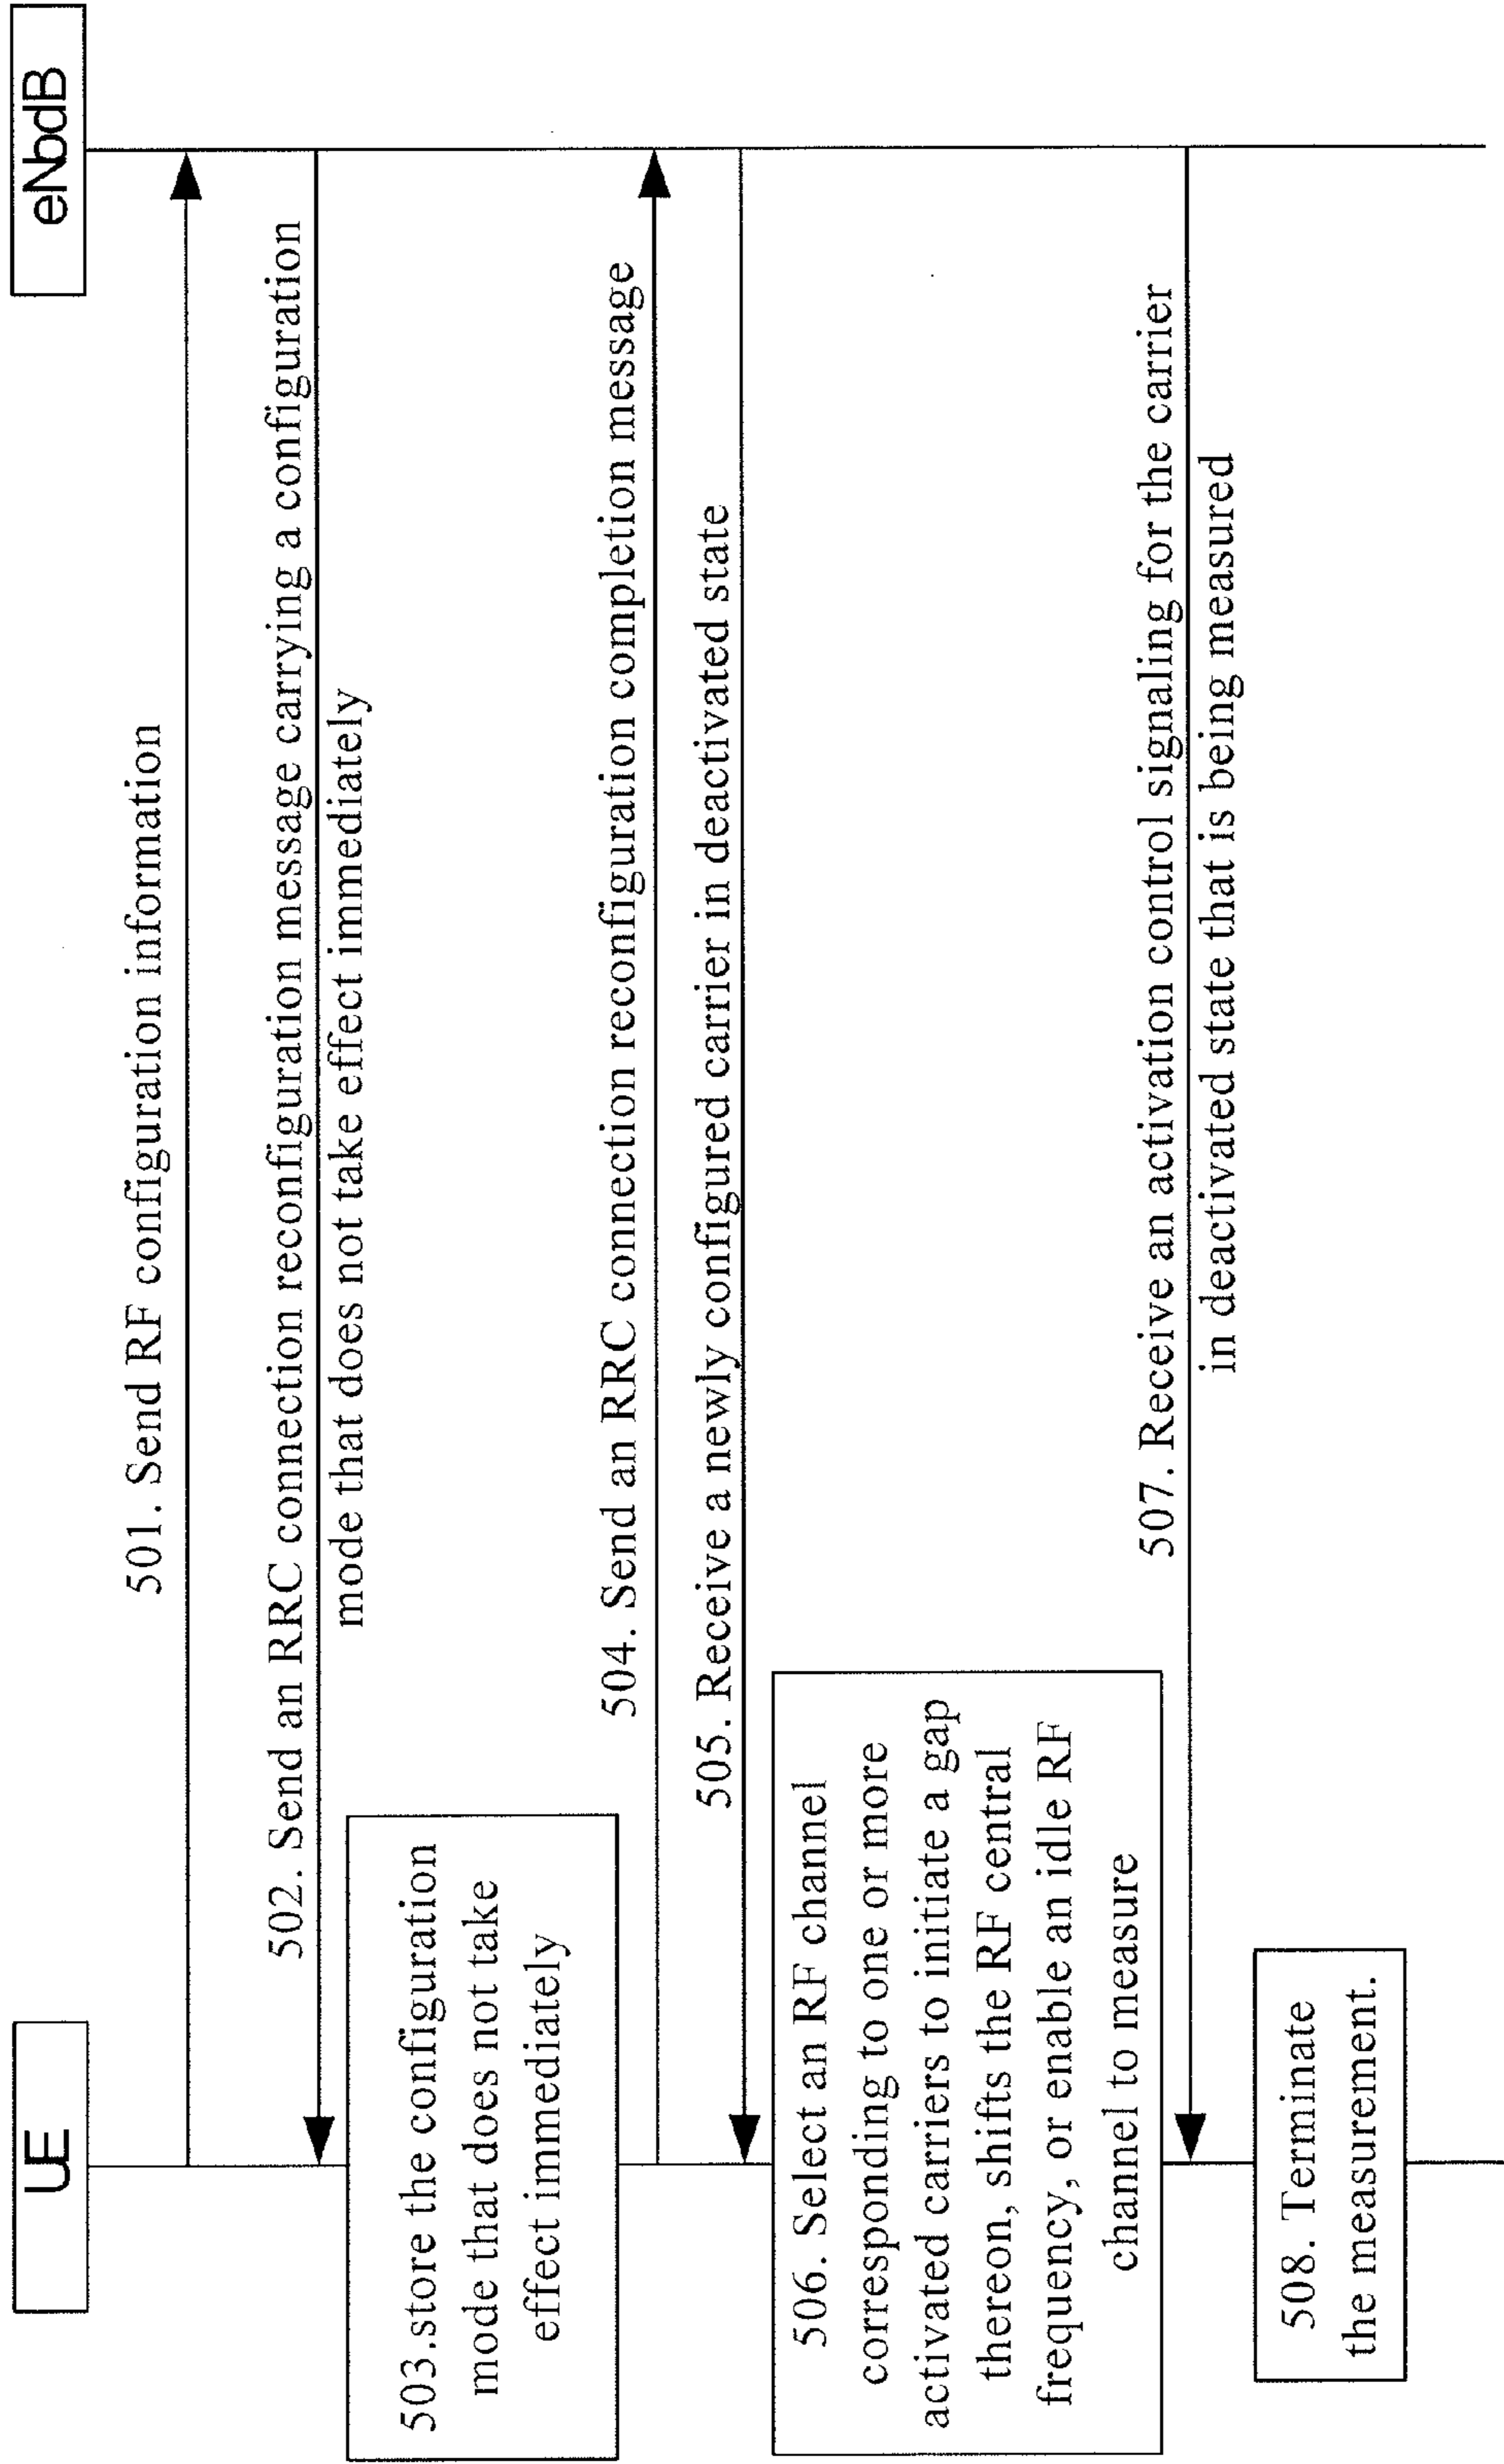 UE
eNbdB
501. Send RF configuration information
502. Send an RRC connection reconfiguration message carrying a configuration
mode that does not take effect immediately
503.store the configuration
mode that does not take
effect immediately
504. Send an RRC connection reconfiguration completion message
505. Receive a newly configured carrier in deactivated state
506. Select an RF channel
corresponding to one or more
activated carriers to initiate a gap
thereon, shifts the RF central
frequency, or enable an idle RF
channel to measure
507. Receive an activation control signaling for the carrier
in deactivated state that is being measured
508. Terminate
the measurement.